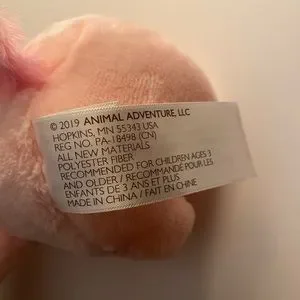 © 2019 ANIMAL ADVENTURE, LLC
HOPKINS, MN 55343 USA
REG NO. PA-18498 (CN)
ALL NEW MATERIALS
POLYESTER FIBER
RECOMMENDED FOR CHILDREN AGES 3
AND OLDER / RECOMMANDÉ POUR LES
ENFANTS DE 3 ANS ET PLUS
MADE IN CHINA / FAIT EN CHINE